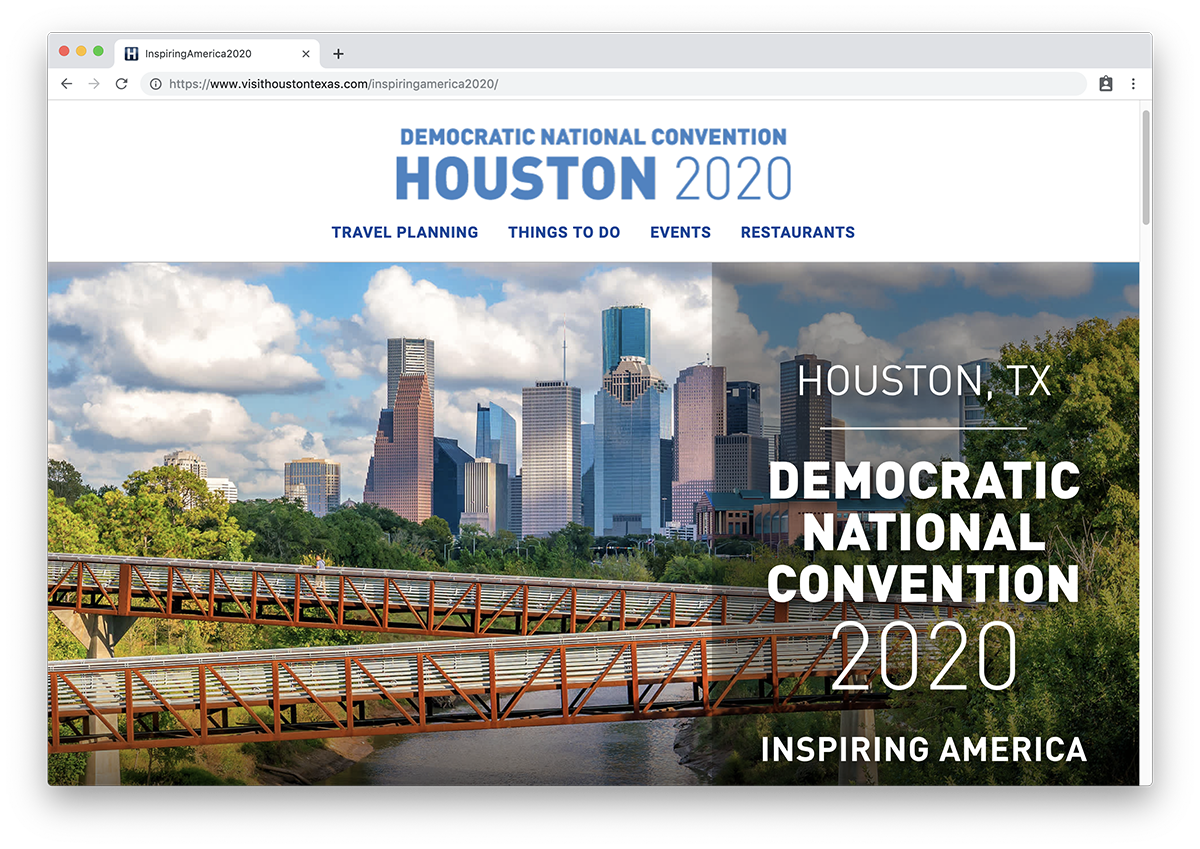 InspiringAmerica2020
https://www.visithoustontexas.com/inspiringamerica2020/
DEMOCRATIC NATIONAL CONVENTION
HOUSTON 2020
TRAVEL PLANNING THINGS TO DO EVENTS RESTAURANTS
HOUSTON, TX
DEMOCRATIC
NATIONAL
CONVENTION
2020
INSPIRING AMERICA